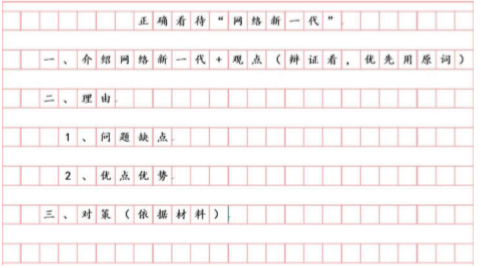 正确看待“网络新一代”
一、介绍网络新一代+观点（辩证看，优先用原词）
二、理由
1、问题缺点
2、优点优势
三、对策（依据材料）